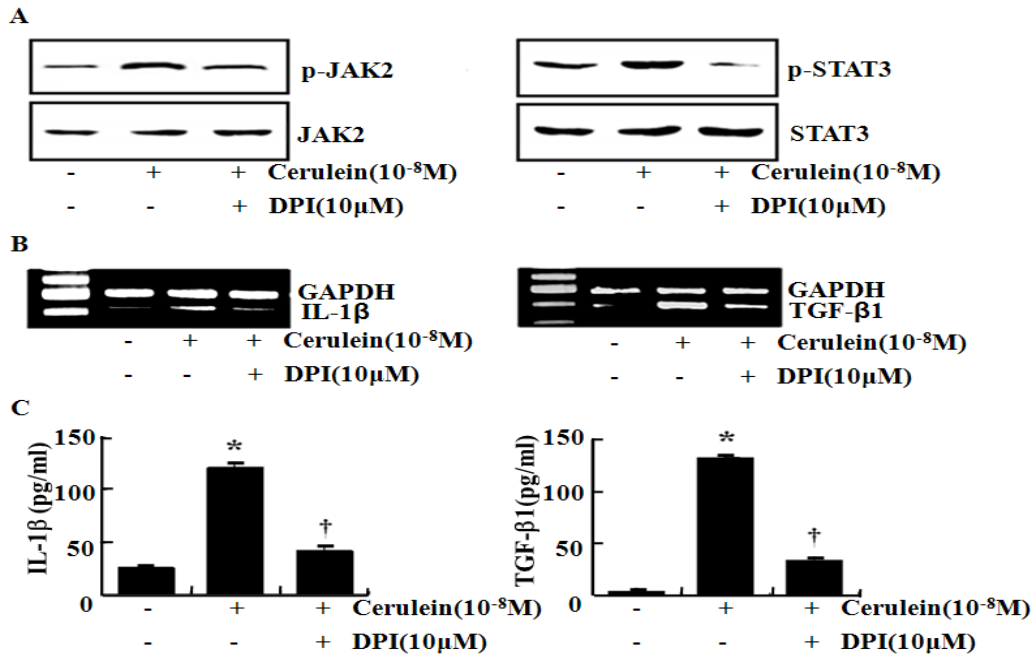 A
p-JAK2 p-STAT3
JAK2 STAT3
- + + Cerulein(10⁻⁸M) - + + Cerulein(10⁻⁸M)
- - + DPI(10μM) - - + DPI(10μM)
B
GAPDH GAPDH
IL-1β TGF-β1
- + + Cerulein(10⁻⁸M) - + + Cerulein(10⁻⁸M)
- - + DPI(10μM) - - + DPI(10μM)
C
IL-1β (pg/ml)
150
100
50
0
*
†
TGF-β1(pg/ml)
150
100
50
0
*
†
- + + Cerulein(10⁻⁸M) - + + Cerulein(10⁻⁸M)
- - + DPI(10μM) - - + DPI(10μM)